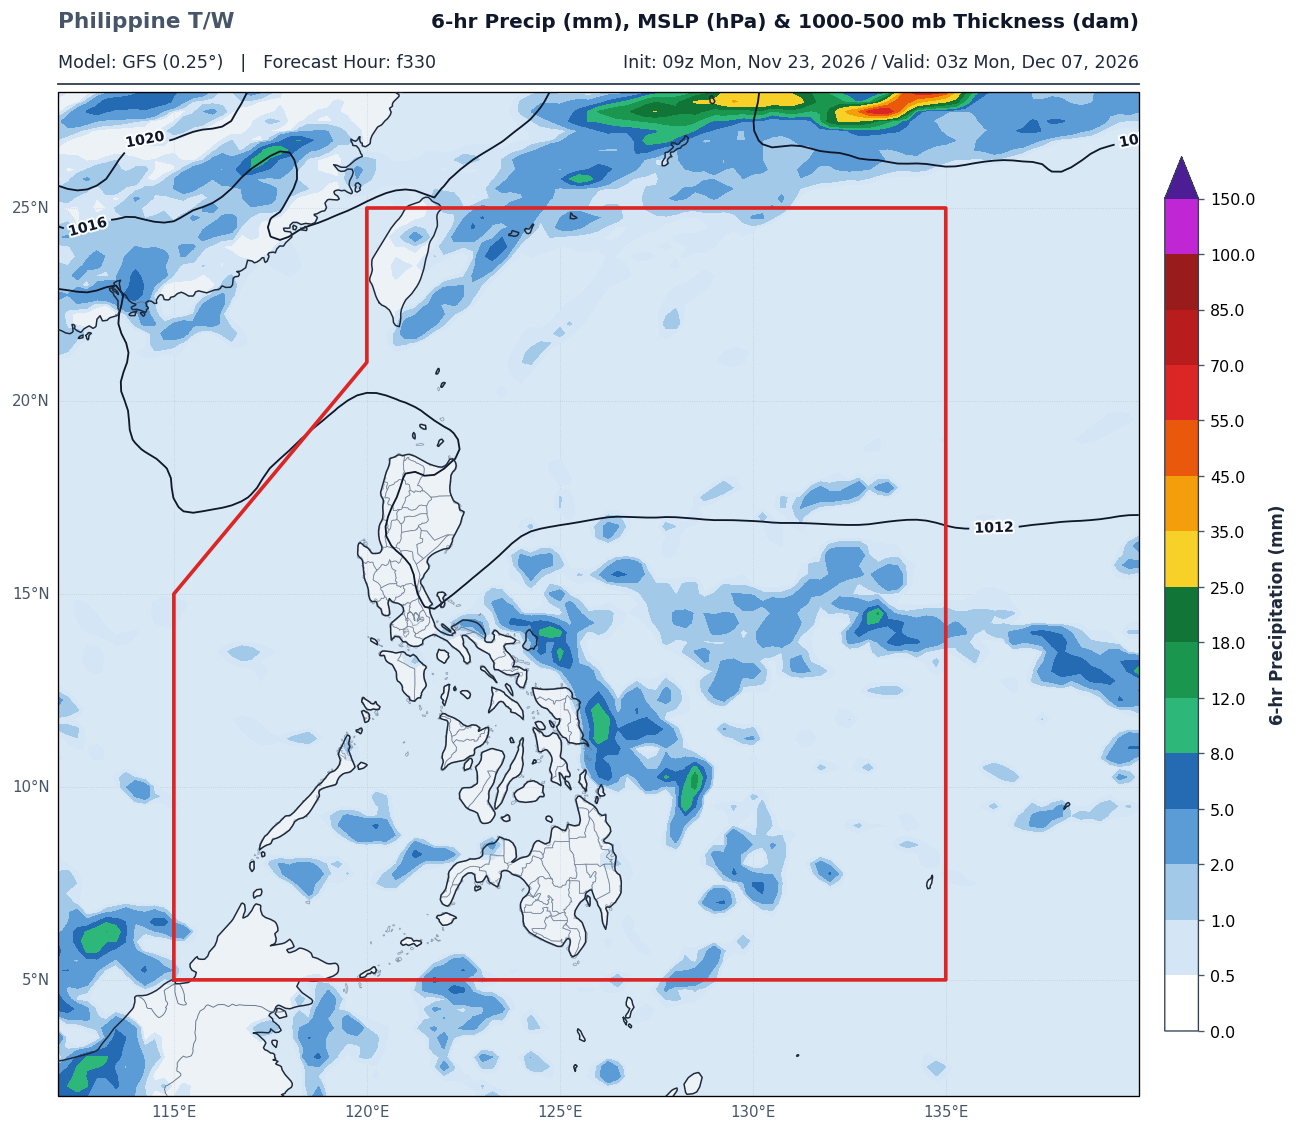 Philippine T/W
6-hr Precip (mm), MSLP (hPa) & 1000-500 mb Thickness (dam)
Model: GFS (0.25°) | Forecast Hour: f330
Init: 09z Mon, Nov 23, 2026 / Valid: 03z Mon, Dec 07, 2026
1020
10
1016
1012
25°N
20°N
15°N
10°N
5°N
115°E
120°E
125°E
130°E
135°E
150.0
100.0
85.0
70.0
55.0
45.0
35.0
25.0
18.0
12.0
8.0
5.0
2.0
1.0
0.5
0.0
6-hr Precipitation (mm)